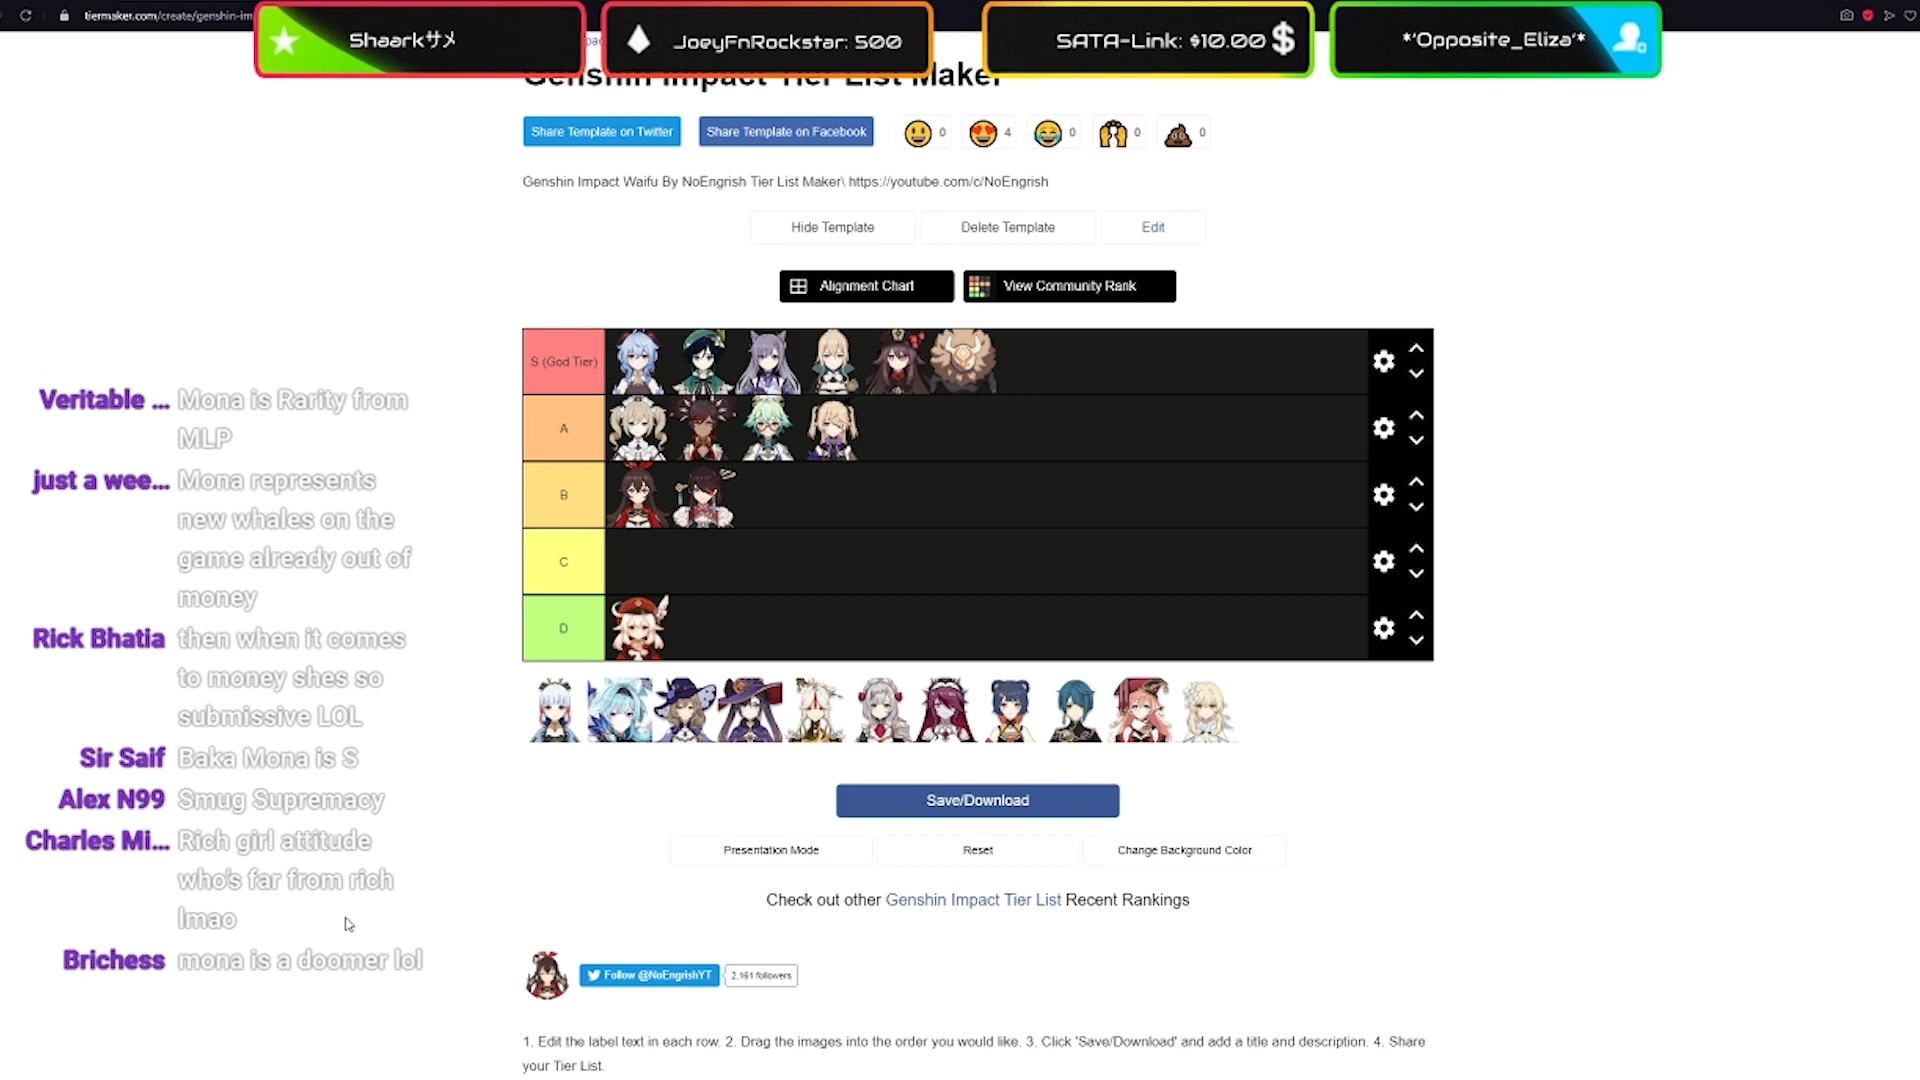 tiermaker.com/create/genshin-im
Shaarkサメ
JoeyFnRockstar: 500
SATA-Link: $10.00 $
*'Opposite_Eliza'*
Genshin Impact Tier List Maker
Share Template on Twitter
Share Template on Facebook
0
4
0
0
0
Genshin Impact Waifu By NoEngrish Tier List Maker\ https://youtube.com/c/NoEngrish
Hide Template
Delete Template
Edit
Alignment Chart
View Community Rank
S (God Tier)
A
B
C
D
Veritable ... Mona is Rarity from
MLP
just a wee... Mona represents
new whales on the
game already out of
money
Rick Bhatia then when it comes
to money shes so
submissive LOL
Sir Saif Baka Mona is S
Alex N99 Smug Supremacy
Charles Mi... Rich girl attitude
who's far from rich
lmao
Brichess mona is a doomer lol
Save/Download
Presentation Mode
Reset
Change Background Color
Check out other Genshin Impact Tier List Recent Rankings
Follow @NoEngrishYT
2,161 followers
1. Edit the label text in each row. 2. Drag the images into the order you would like. 3. Click 'Save/Download' and add a title and description. 4. Share
your Tier List.